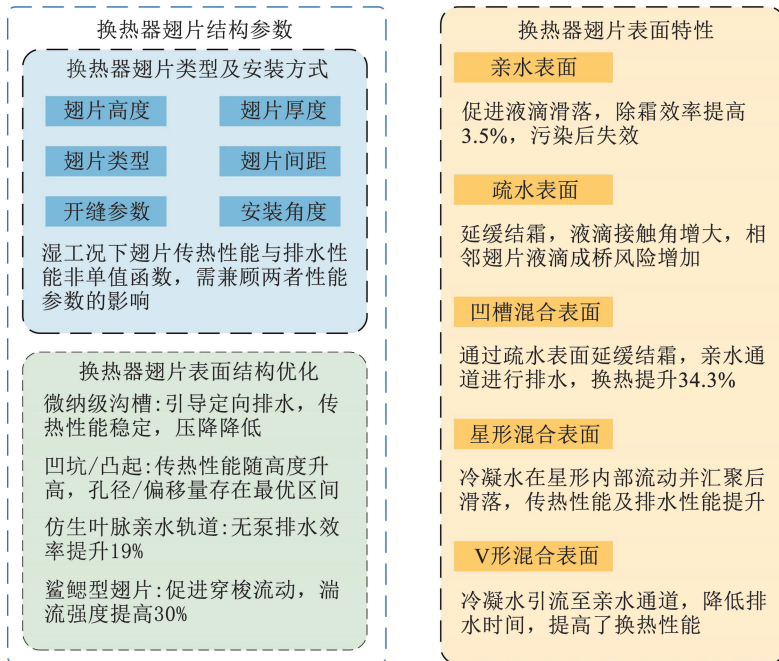 换热器翅片结构参数
换热器翅片类型及安装方式
翅片高度
翅片厚度
翅片类型
翅片间距
开缝参数
安装角度
湿工况下翅片传热性能与排水性
能非单值函数，需兼顾两者性能
参数的影响
换热器翅片表面结构优化
微纳级沟槽:引导定向排水，传
热性能稳定，压降降低
凹坑/凸起:传热性能随高度升
高，孔径/偏移量存在最优区间
仿生叶脉亲水轨道:无泵排水效
率提升19%
鲨鳃型翅片:促进穿梭流动，湍
流强度提高30%
换热器翅片表面特性
亲水表面
促进液滴滑落，除霜效率提高
3.5%，污染后失效
疏水表面
延缓结霜，液滴接触角增大，相
邻翅片液滴成桥风险增加
凹槽混合表面
通过疏水表面延缓结霜，亲水通
道进行排水，换热提升34.3%
星形混合表面
冷凝水在星形内部流动并汇聚后
滑落，传热性能及排水性能提升
V形混合表面
冷凝水引流至亲水通道，降低排
水时间，提高了换热性能